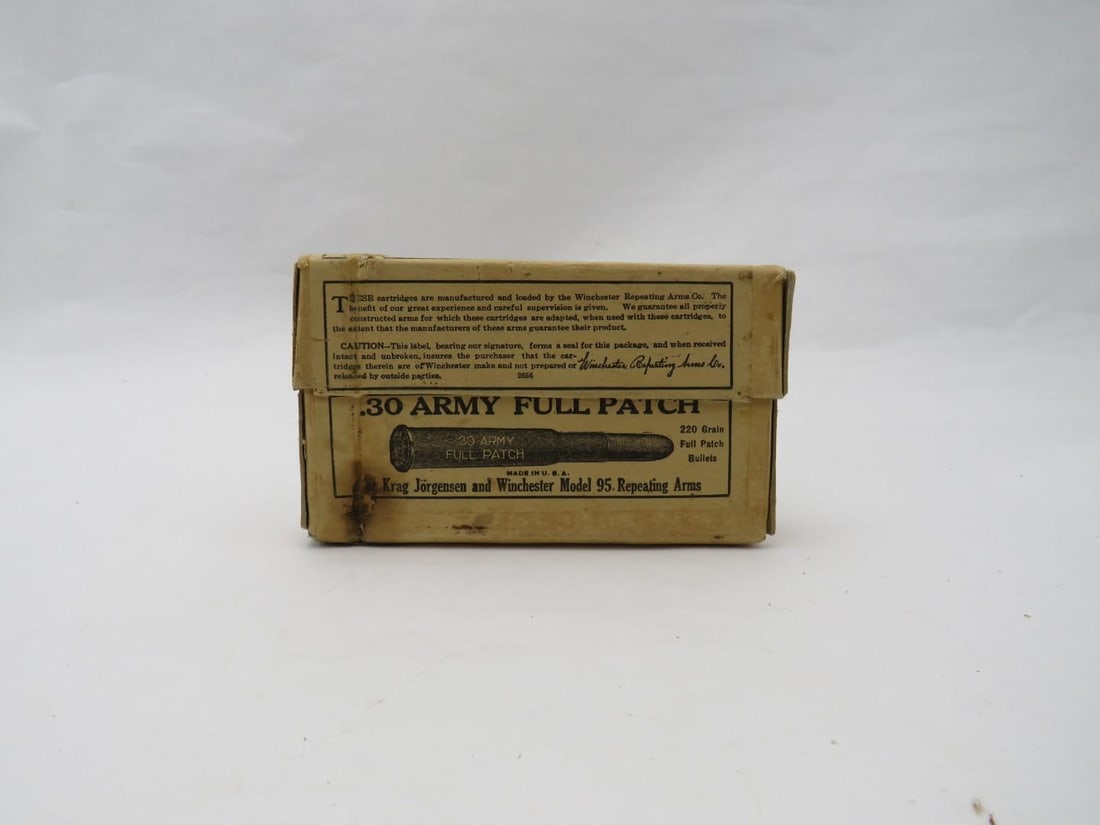 THESE cartridges are manufactured and loaded by the Winchester Repeating Arms Co. The
benefit of our great experience and careful supervision is given. We guarantee all properly
constructed arms for which these cartridges are adapted, when used with these cartridges, to
the extent that the manufacturers of these arms guarantee their product.
CAUTION—This label, bearing our signature, forms a seal for this package, and when received
intact and unbroken, insures the purchaser that the car-
tridges therein are of Winchester make and not prepared or Winchester Repeating Arms Co.
reloaded by outside parties. 2656
.30 ARMY FULL PATCH
30 ARMY
FULL PATCH
220 Grain
Full Patch
Bullets
MADE IN U.S.A.
Krag Jörgensen and Winchester Model 95 Repeating Arms